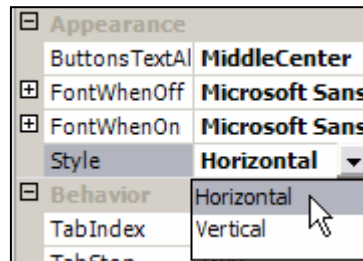 Appearance
ButtonsTextAl MiddleCenter
FontWhenOff Microsoft Sans
FontWhenOn Microsoft Sans
Style Horizontal
Behavior Horizontal
TabIndex Vertical